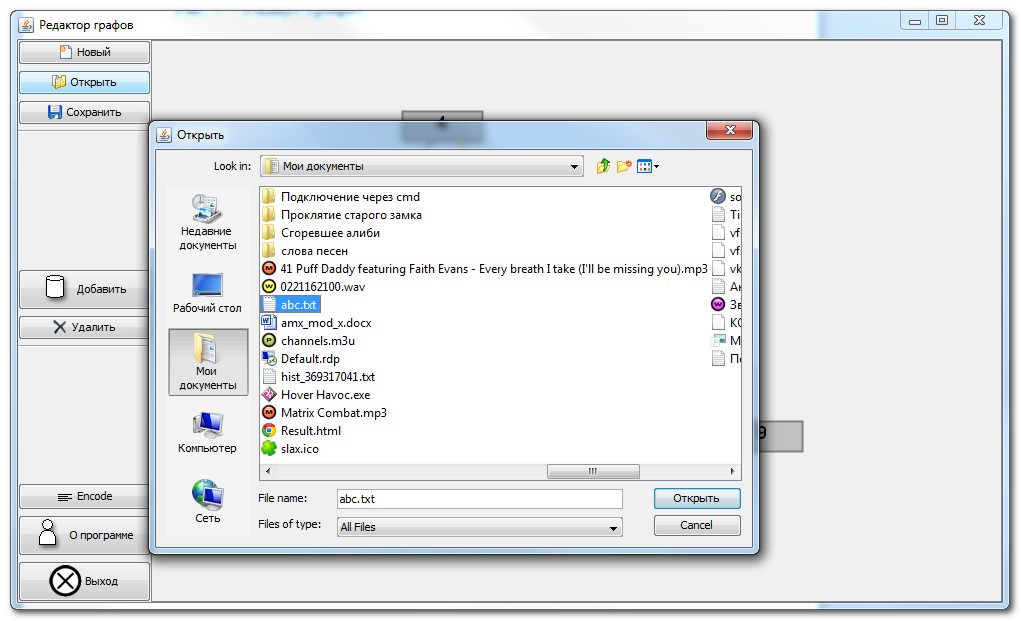 Редактор графов
Новый
Открыть
Сохранить
Добавить
Удалить
Encode
О программе
Выход
4
9
Открыть
Look in:
Мои документы
Недавние
документы
Рабочий стол
Мои
документы
Компьютер
Сеть
Подключение через cmd
Проклятие старого замка
Сгоревшее алиби
слова песен
41 Puff Daddy featuring Faith Evans - Every breath I take (I'll be missing you).mp3
0221162100.wav
abc.txt
amx_mod_x.docx
channels.m3u
Default.rdp
hist_369317041.txt
Hover Havoc.exe
Matrix Combat.mp3
Result.html
slax.ico
so
Ti
vf
vf
vk
Зв
File name:
abc.txt
Открыть
Files of type:
All Files
Cancel